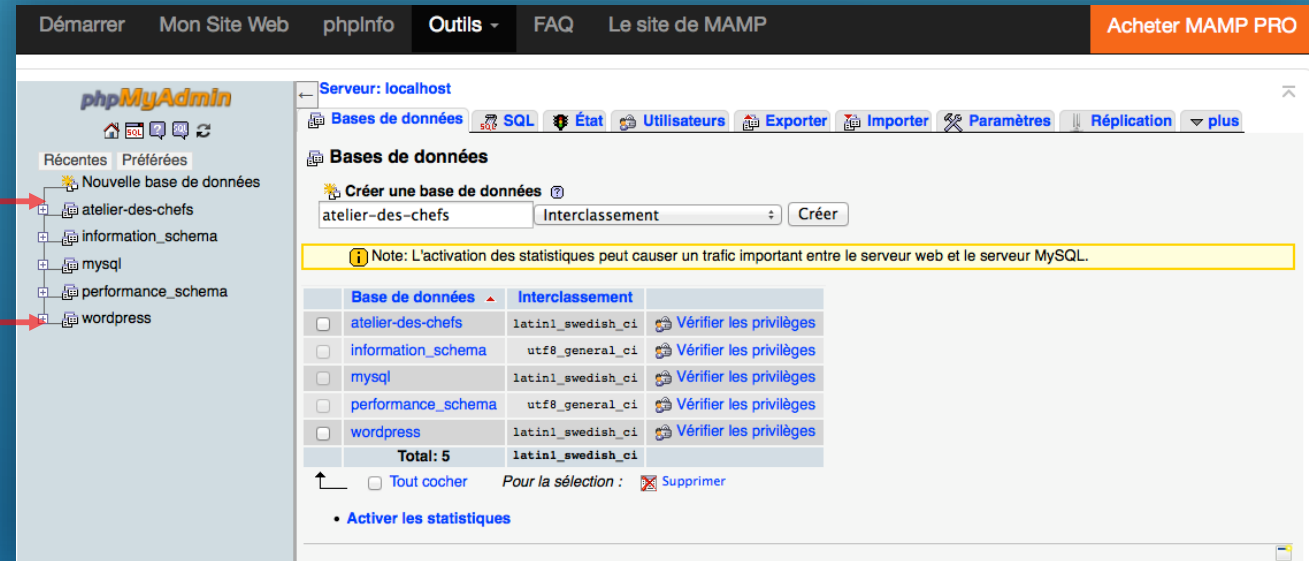 Démarrer Mon Site Web phpInfo Outils FAQ Le site de MAMP Acheter MAMP PRO
phpMyAdmin
Récentes Préférées
Nouvelle base de données
atelier-des-chefs
information_schema
mysql
performance_schema
wordpress
Serveur: localhost
Bases de données SQL État Utilisateurs Exporter Importer Paramètres Réplication plus
Bases de données
Créer une base de données
atelier-des-chefs Interclassement Créer
Note: L'activation des statistiques peut causer un trafic important entre le serveur web et le serveur MySQL.
Base de données Interclassement
atelier-des-chefs latin1_swedish_ci Vérifier les privilèges
information_schema utf8_general_ci Vérifier les privilèges
mysql latin1_swedish_ci Vérifier les privilèges
performance_schema utf8_general_ci Vérifier les privilèges
wordpress latin1_swedish_ci Vérifier les privilèges
Total: 5 latin1_swedish_ci
Tout cocher Pour la sélection : Supprimer
• Activer les statistiques